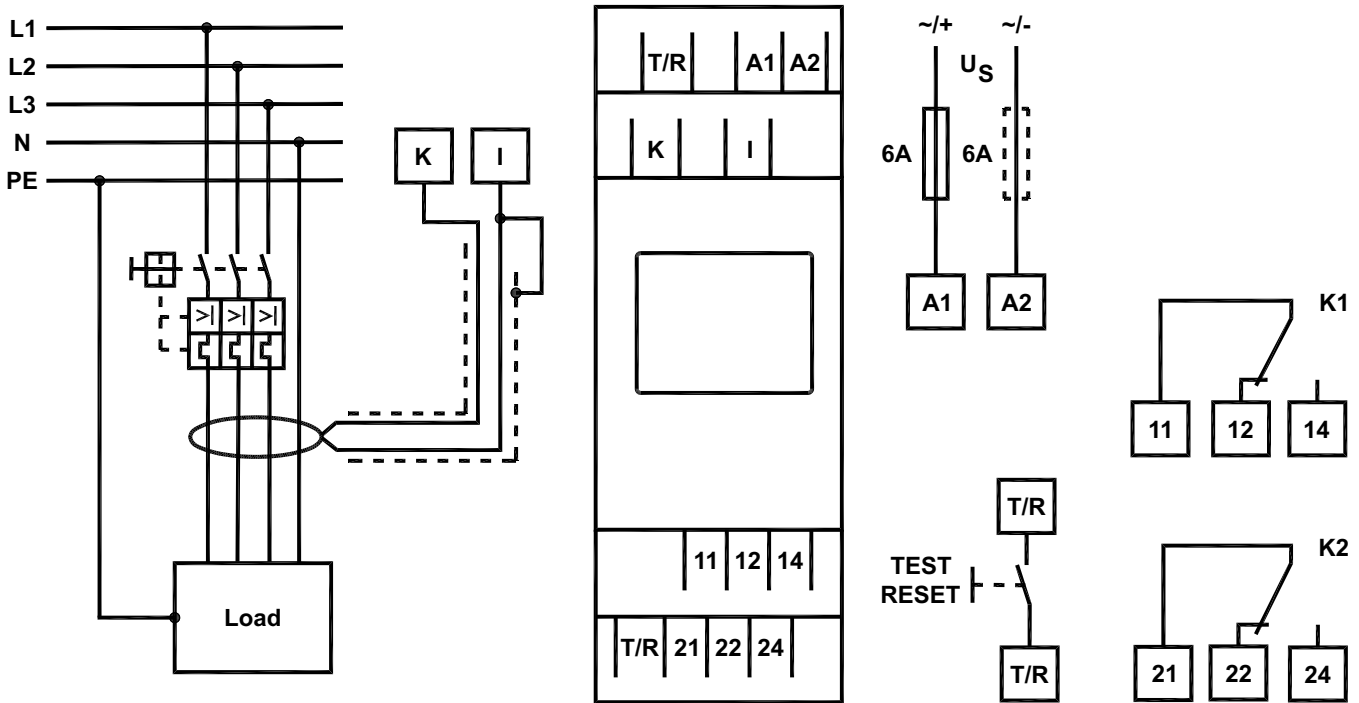 L1
L2
L3
N
PE
K I
>I >I >I
Load
T/R A1 A2
K I
11 12 14
T/R 21 22 24
~/+ ~/-
US
6A 6A
A1 A2
K1
11 12 14
T/R
TEST
RESET
T/R
K2
21 22 24